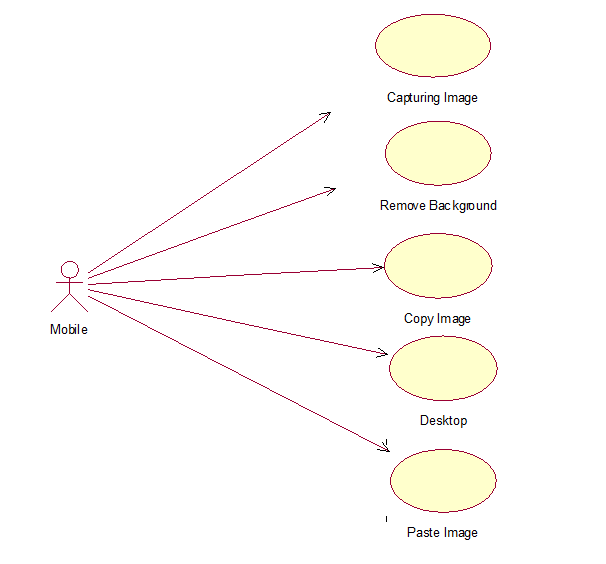 Capturing Image
Remove Background
Copy Image
Mobile
Desktop
Paste Image